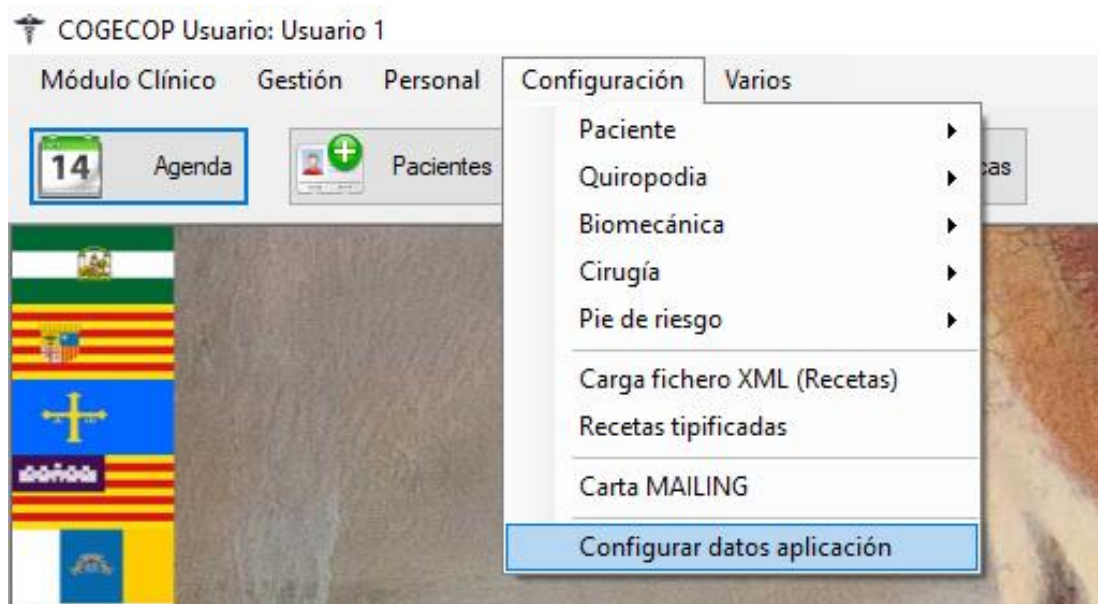 COGECOP Usuario: Usuario 1
Módulo Clínico Gestión Personal Configuración Varios
14 Agenda Pacientes cas
Paciente
Quiropodia
Biomecánica
Cirugía
Pie de riesgo
Carga fichero XML (Recetas)
Recetas tipificadas
Carta MAILING
Configurar datos aplicación